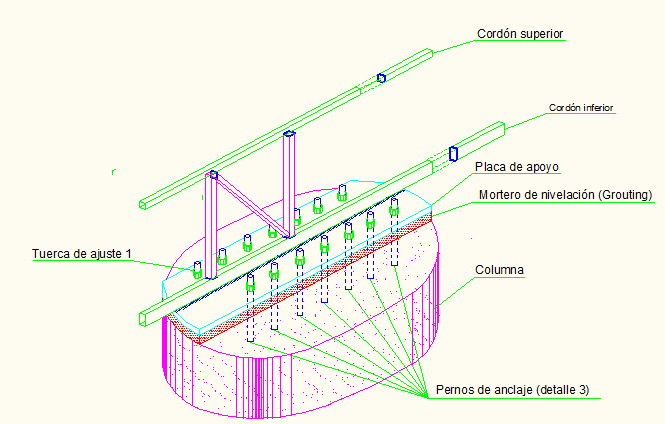 Cordón superior
Cordón inferior
Placa de apoyo
Mortero de nivelación (Grouting)
Tuerca de ajuste 1
Columna
Pernos de anclaje (detalle 3)